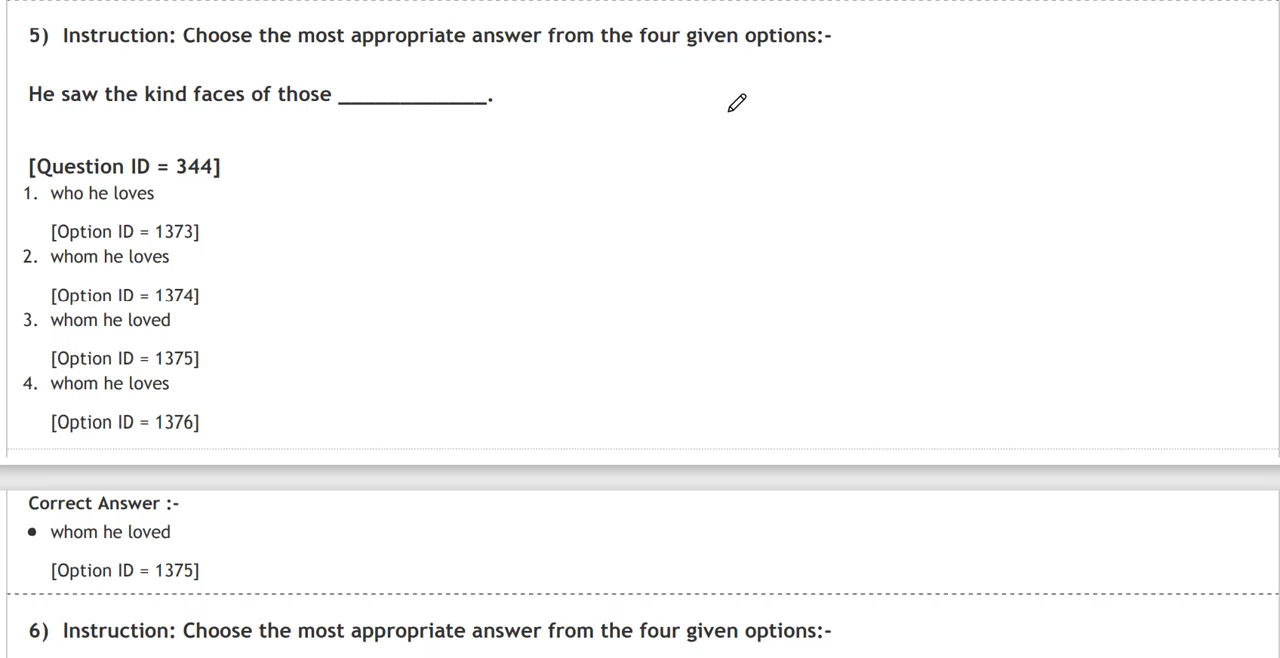 5) Instruction: Choose the most appropriate answer from the four given options:-
He saw the kind faces of those ____________.
[Question ID = 344]
1. who he loves
[Option ID = 1373]
2. whom he loves
[Option ID = 1374]
3. whom he loved
[Option ID = 1375]
4. whom he loves
[Option ID = 1376]
Correct Answer :-
• whom he loved
[Option ID = 1375]
6) Instruction: Choose the most appropriate answer from the four given options:-